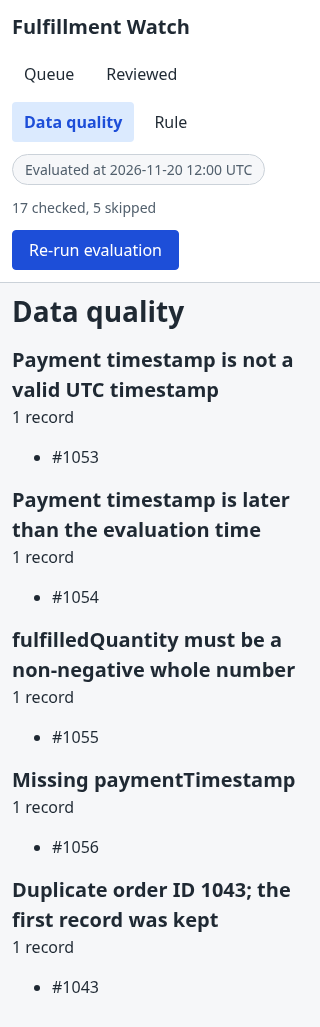 Fulfillment Watch
Queue Reviewed
Data quality Rule
Evaluated at 2026-11-20 12:00 UTC
17 checked, 5 skipped
Re-run evaluation
Data quality
Payment timestamp is not a
valid UTC timestamp
1 record
• #1053
Payment timestamp is later
than the evaluation time
1 record
• #1054
fulfilledQuantity must be a
non-negative whole number
1 record
• #1055
Missing paymentTimestamp
1 record
• #1056
Duplicate order ID 1043; the
first record was kept
1 record
• #1043